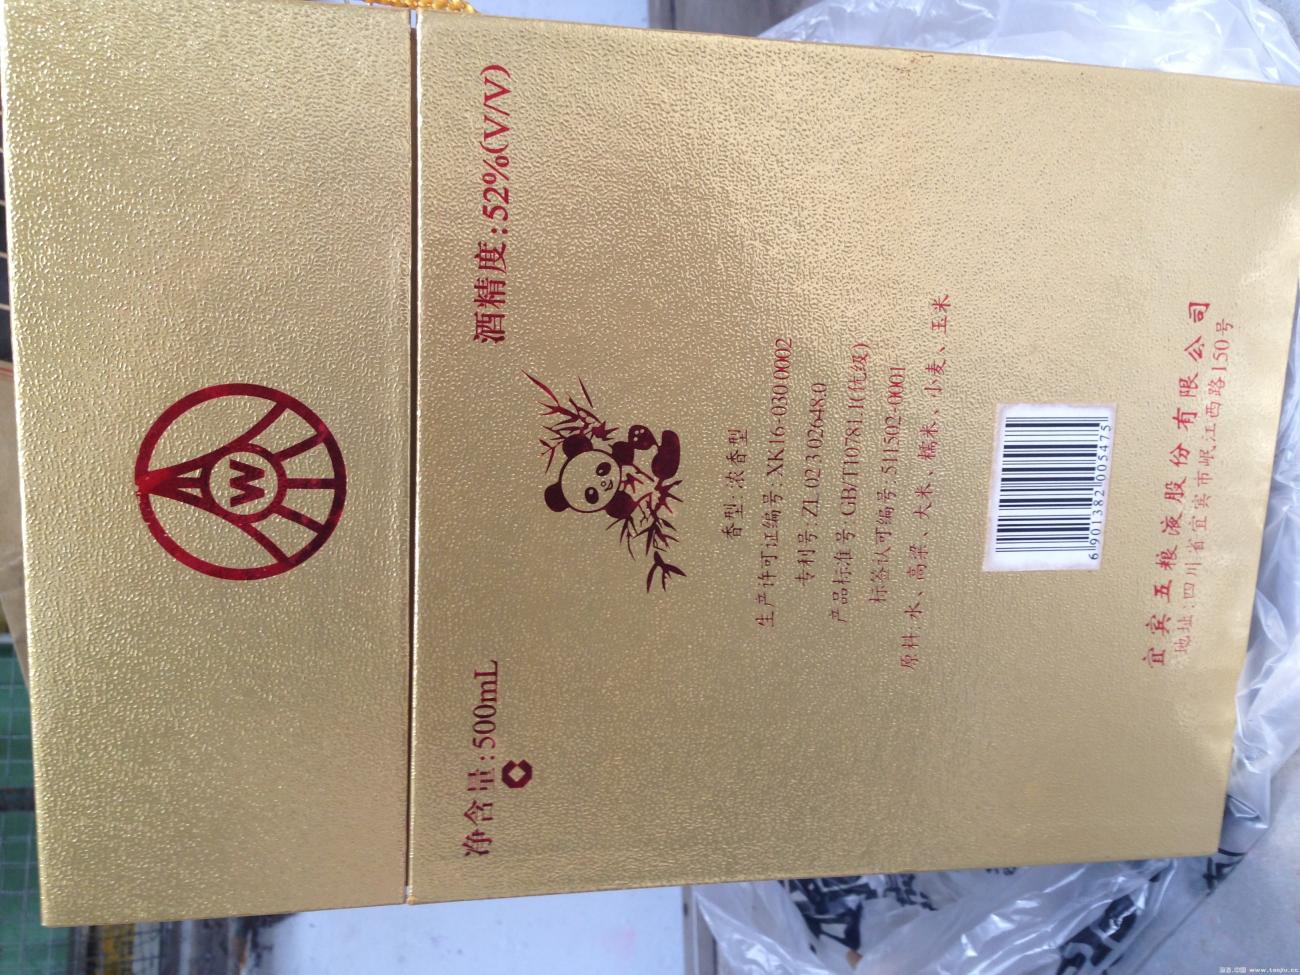 W
净含量:500mL
酒精度:52%(V/V)
香型:浓香型
生产许可证编号:XK16-030 0002
专利号:ZL 02 3 02648.0
产品标准号:GB/T10781.1(优级)
标签认可编号 511502-0001
原料:水、高粱、大米、糯米、小麦、玉米
6 901382 005475
宜宾五粮液股份有限公司
地址:四川省宜宾市岷江西路150号